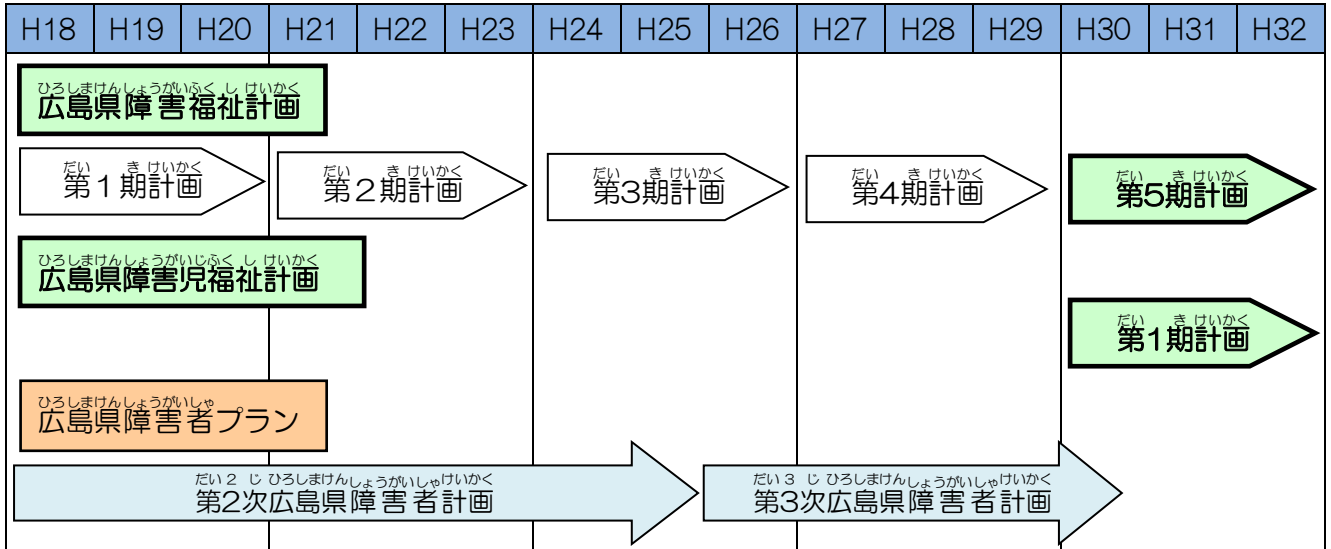 H18 H19 H20 H21 H22 H23 H24 H25 H26 H27 H28 H29 H30 H31 H32
ひろしまけんしょうがいふくしけいかく
広島県障害福祉計画
だい きけいかく だい きけいかく だい きけいかく だい きけいかく だい きけいかく
第1期計画 第2期計画 第3期計画 第4期計画 第5期計画
ひろしまけんしょうがいじふくしけいかく
広島県障害児福祉計画
だい きけいかく
第1期計画
ひろしまけんしょうがいしゃ
広島県障害者プラン
だい2じひろしまけんしょうがいしゃけいかく だい3じひろしまけんしょうがいしゃけいかく
第2次広島県障害者計画 第3次広島県障害者計画